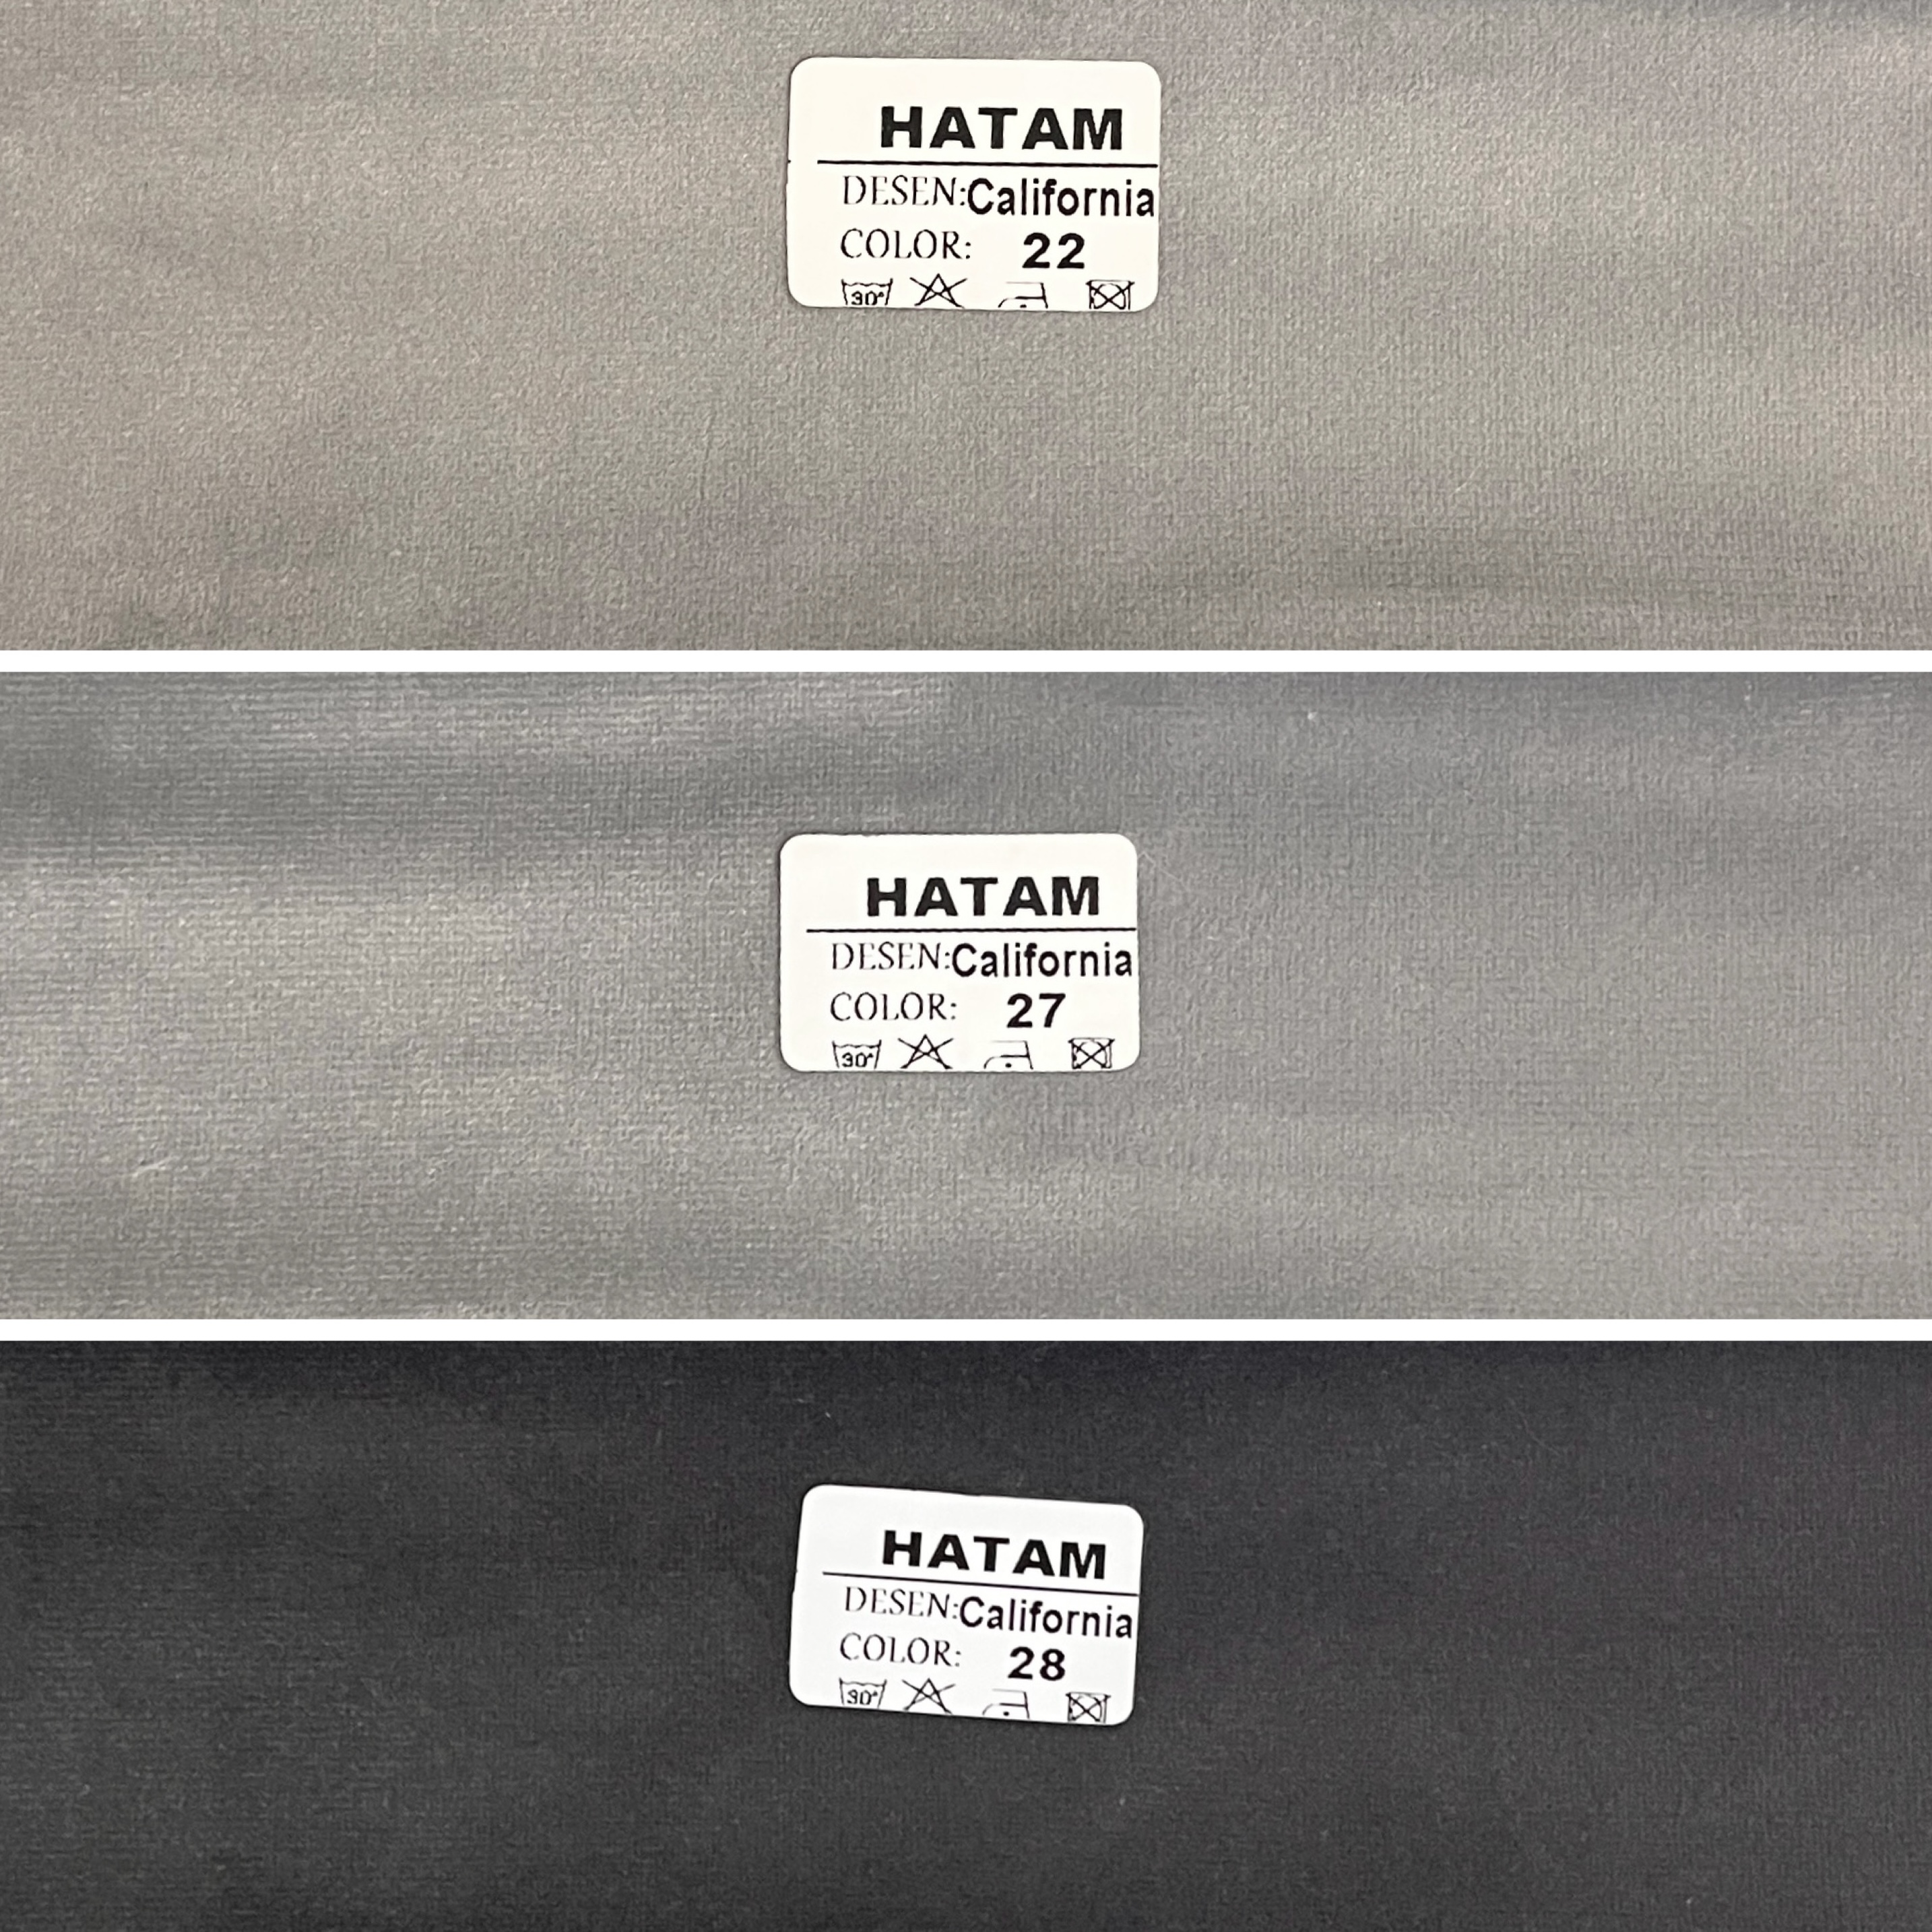 HATAM
DESEN:California
COLOR: 22
30°
HATAM
DESEN:California
COLOR: 27
30°
HATAM
DESEN:California
COLOR: 28
30°